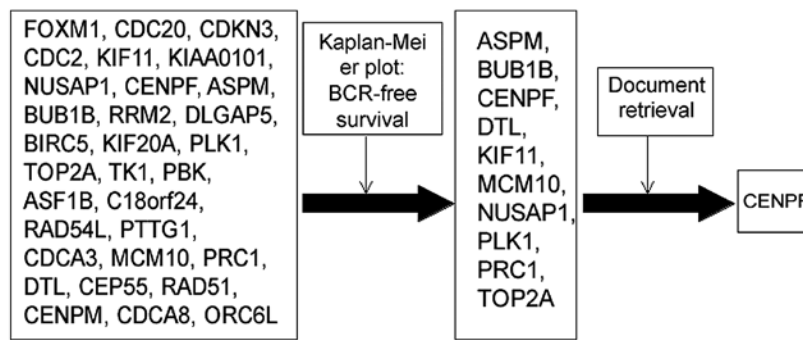 FOXM1, CDC20, CDKN3,
CDC2, KIF11, KIAA0101,
NUSAP1, CENPF, ASPM,
BUB1B, RRM2, DLGAP5,
BIRC5, KIF20A, PLK1,
TOP2A, TK1, PBK,
ASF1B, C18orf24,
RAD54L, PTTG1,
CDCA3, MCM10, PRC1,
DTL, CEP55, RAD51,
CENPM, CDCA8, ORC6L
Kaplan-Mei
er plot:
BCR-free
survival
ASPM,
BUB1B,
CENPF,
DTL,
KIF11,
MCM10,
NUSAP1,
PLK1,
PRC1,
TOP2A
Document
retrieval
CENPF